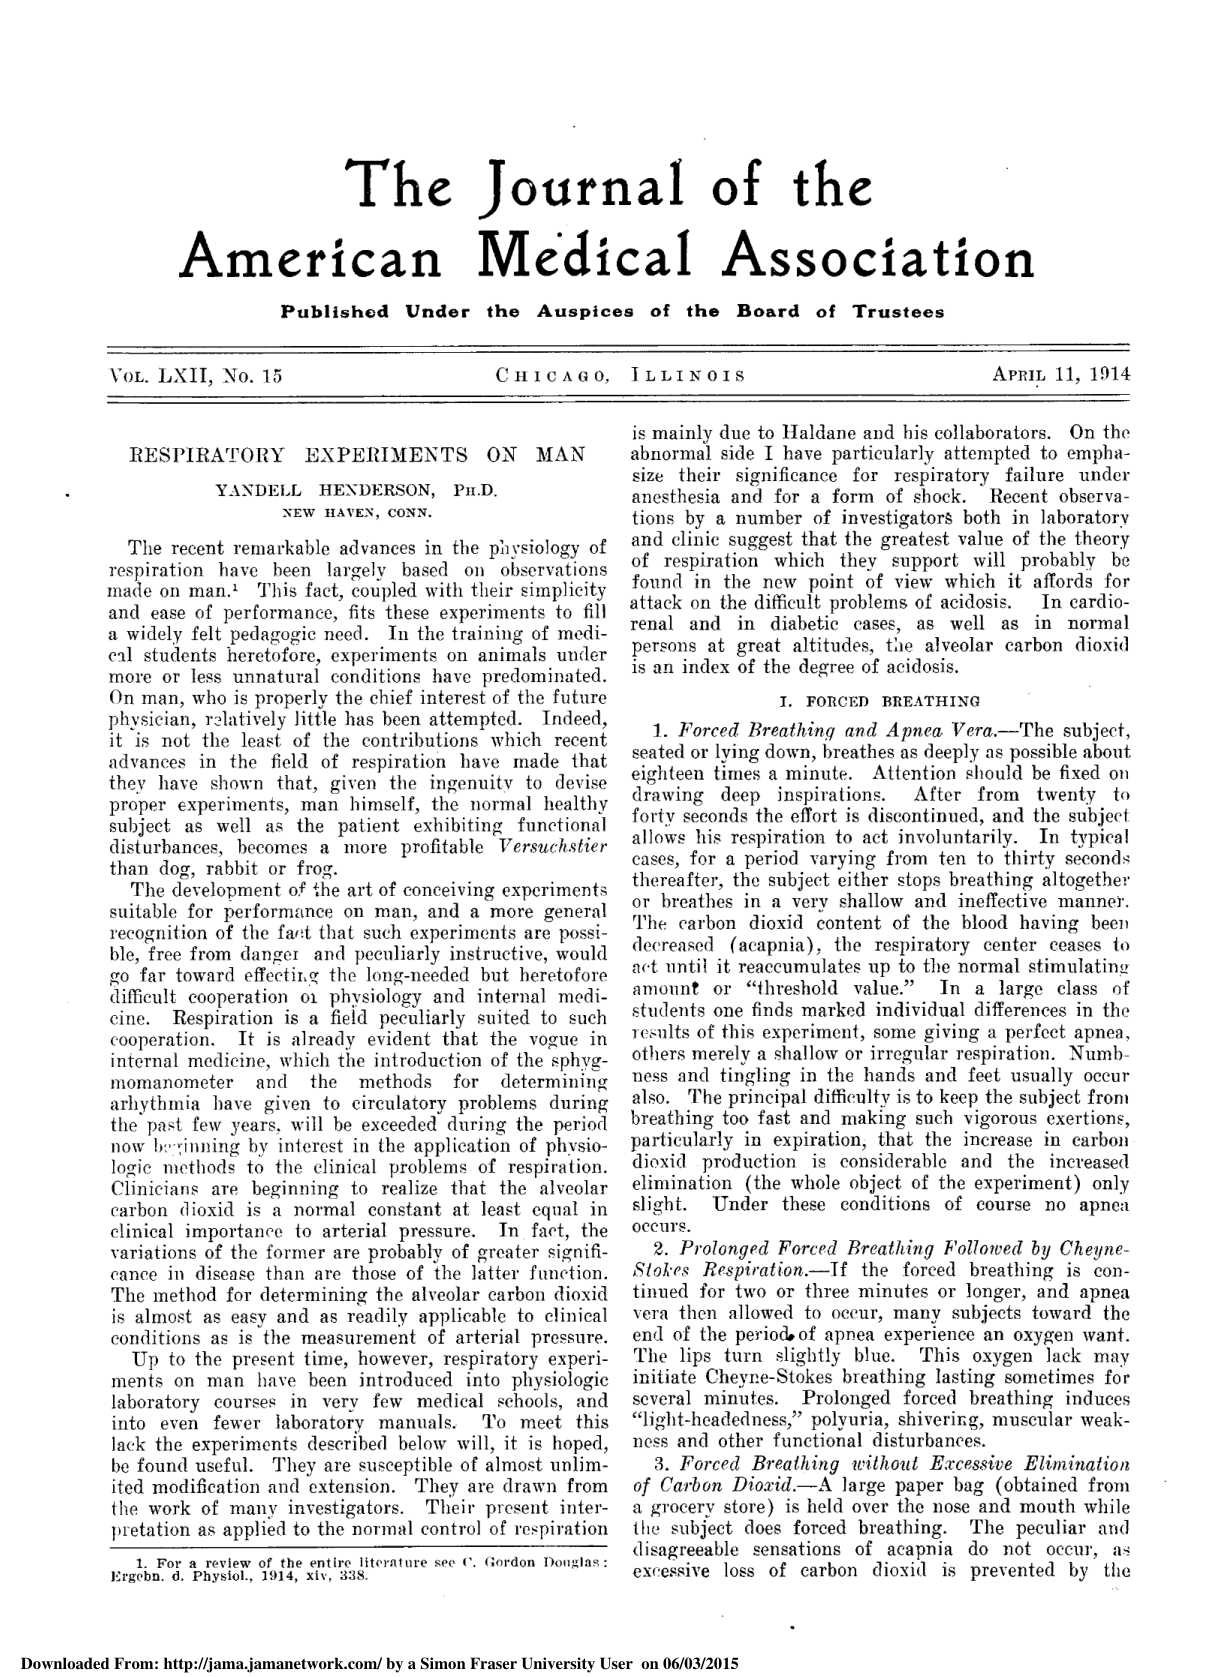 The Journal of the
American Medical Association
Published Under the Auspices of the Board of Trustees
VOL. LXII, No. 15
CHICAGO, ILLINOIS
APRIL 11, 1914
RESPIRATORY EXPERIMENTS ON MAN
YANDELL HENDERSON, PH.D.
NEW HAVEN, CONN.
The recent remarkable advances in the physiology of
respiration have been largely based on observations
made on man.¹ This fact, coupled with their simplicity
and ease of performance, fits these experiments to fill
a widely felt pedagogic need. In the training of medi-
cal students heretofore, experiments on animals under
more or less unnatural conditions have predominated.
On man, who is properly the chief interest of the future
physician, relatively little has been attempted. Indeed,
it is not the least of the contributions which recent
advances in the field of respiration have made that
they have shown that, given the ingenuity to devise
proper experiments, man himself, the normal healthy
subject as well as the patient exhibiting functional
disturbances, becomes a more profitable Versuchstier
than dog, rabbit or frog.
The development of the art of conceiving experiments
suitable for performance on man, and a more general
recognition of the fact that such experiments are possi-
ble, free from danger and peculiarly instructive, would
go far toward effecting the long-needed but heretofore
difficult cooperation of physiology and internal medi-
cine. Respiration is a field peculiarly suited to such
cooperation. It is already evident that the vogue in
internal medicine, which the introduction of the sphyg-
momanometer and the methods for determining
arhythmia have given to circulatory problems during
the past few years, will be exceeded during the period
now beginning by interest in the application of physio-
logic methods to the clinical problems of respiration.
Clinicians are beginning to realize that the alveolar
carbon dioxid is a normal constant at least equal in
clinical importance to arterial pressure. In fact, the
variations of the former are probably of greater signifi-
cance in disease than are those of the latter function.
The method for determining the alveolar carbon dioxid
is almost as easy and as readily applicable to clinical
conditions as is the measurement of arterial pressure.
Up to the present time, however, respiratory experi-
ments on man have been introduced into physiologic
laboratory courses in very few medical schools, and
into even fewer laboratory manuals. To meet this
lack the experiments described below will, it is hoped,
be found useful. They are susceptible of almost unlim-
ited modification and extension. They are drawn from
the work of many investigators. Their present inter-
pretation as applied to the normal control of respiration
1. For a review of the entire literature see C. Gordon Douglas:
Ergebn. d. Physiol., 1914, xiv, 338.
is mainly due to Haldane and his collaborators. On the
abnormal side I have particularly attempted to empha-
size their significance for respiratory failure under
anesthesia and for a form of shock. Recent observa-
tions by a number of investigators both in laboratory
and clinic suggest that the greatest value of the theory
of respiration which they support will probably be
found in the new point of view which it affords for
attack on the difficult problems of acidosis. In cardio-
renal and in diabetic cases, as well as in normal
persons at great altitudes, the alveolar carbon dioxid
is an index of the degree of acidosis.
I. FORCED BREATHING
1. Forced Breathing and Apnea Vera.—The subject,
seated or lying down, breathes as deeply as possible about
eighteen times a minute. Attention should be fixed on
drawing deep inspirations. After from twenty to
forty seconds the effort is discontinued, and the subject
allows his respiration to act involuntarily. In typical
cases, for a period varying from ten to thirty seconds
thereafter, the subject either stops breathing altogether
or breathes in a very shallow and ineffective manner.
The carbon dioxid content of the blood having been
decreased (acapnia), the respiratory center ceases to
act until it reaccumulates up to the normal stimulating
amount or “threshold value.” In a large class of
students one finds marked individual differences in the
results of this experiment, some giving a perfect apnea,
others merely a shallow or irregular respiration. Numb-
ness and tingling in the hands and feet usually occur
also. The principal difficulty is to keep the subject from
breathing too fast and making such vigorous exertions,
particularly in expiration, that the increase in carbon
dioxid production is considerable and the increased
elimination (the whole object of the experiment) only
slight. Under these conditions of course no apnea
occurs.
2. Prolonged Forced Breathing Followed by Cheyne-
Stokes Respiration.—If the forced breathing is con-
tinued for two or three minutes or longer, and apnea
vera then allowed to occur, many subjects toward the
end of the period of apnea experience an oxygen want.
The lips turn slightly blue. This oxygen lack may
initiate Cheyne-Stokes breathing lasting sometimes for
several minutes. Prolonged forced breathing induces
“light-headedness,” polyuria, shivering, muscular weak-
ness and other functional disturbances.
3. Forced Breathing without Excessive Elimination
of Carbon Dioxid.—A large paper bag (obtained from
a grocery store) is held over the nose and mouth while
the subject does forced breathing. The peculiar and
disagreeable sensations of acapnia do not occur, as
excessive loss of carbon dioxid is prevented by the
Downloaded From: http://jama.jamanetwork.com/ by a Simon Fraser University User on 06/03/2015